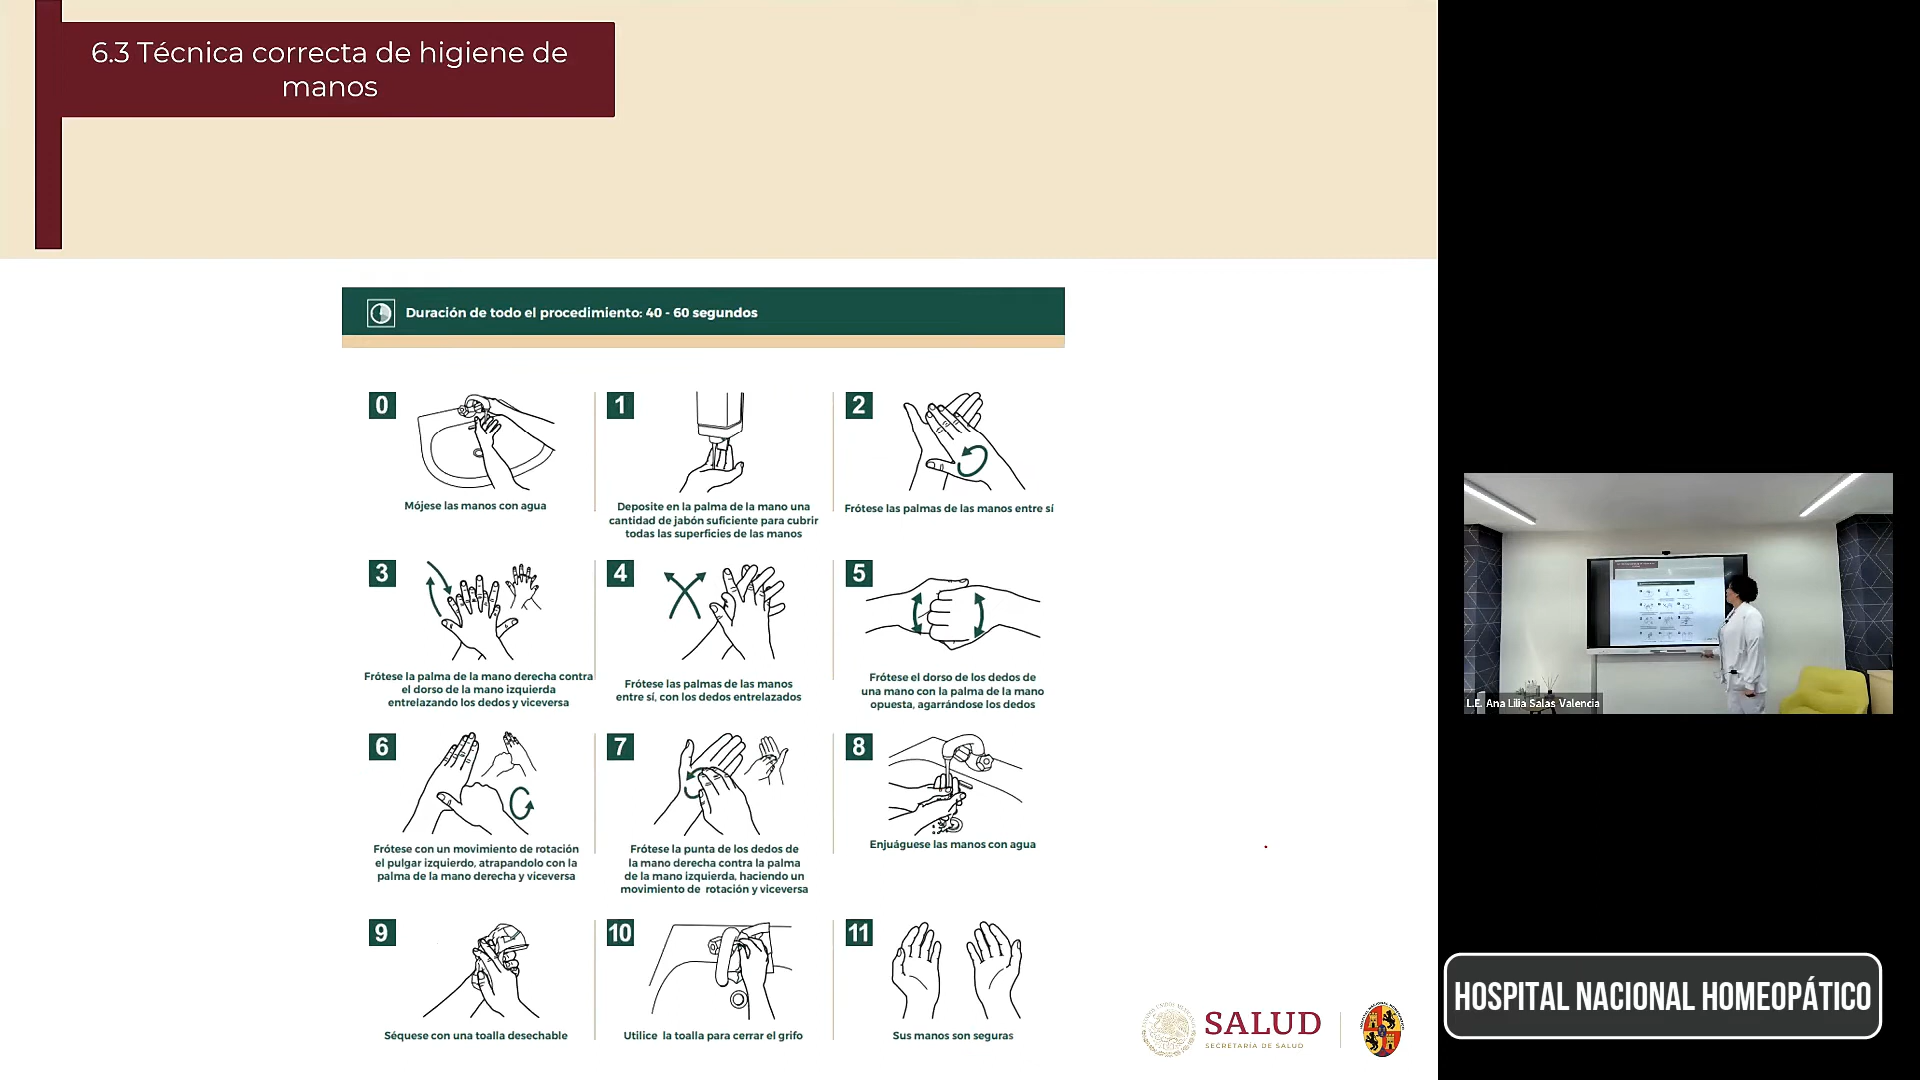 6.3 Técnica correcta de higiene de
manos
Duración de todo el procedimiento: 40 - 60 segundos
0
Mójese las manos con agua
1
Deposite en la palma de la mano una
cantidad de jabón suficiente para cubrir
todas las superficies de las manos
2
Frótese las palmas de las manos entre sí
3
Frótese la palma de la mano derecha contra
el dorso de la mano izquierda
entrelazando los dedos y viceversa
4
Frótese las palmas de las manos
entre sí, con los dedos entrelazados
5
Frótese el dorso de los dedos de
una mano con la palma de la mano
opuesta, agarrándose los dedos
6
Frótese con un movimiento de rotación
el pulgar izquierdo, atrapandolo con la
palma de la mano derecha y viceversa
7
Frótese la punta de los dedos de
la mano derecha contra la palma
de la mano izquierda, haciendo un
movimiento de rotación y viceversa
8
Enjuáguese las manos con agua
9
Séquese con una toalla desechable
10
Utilice la toalla para cerrar el grifo
11
Sus manos son seguras
SALUD
SECRETARÍA DE SALUD
L.E. Ana Lilia Salas Valencia
HOSPITAL NACIONAL HOMEOPÁTICO